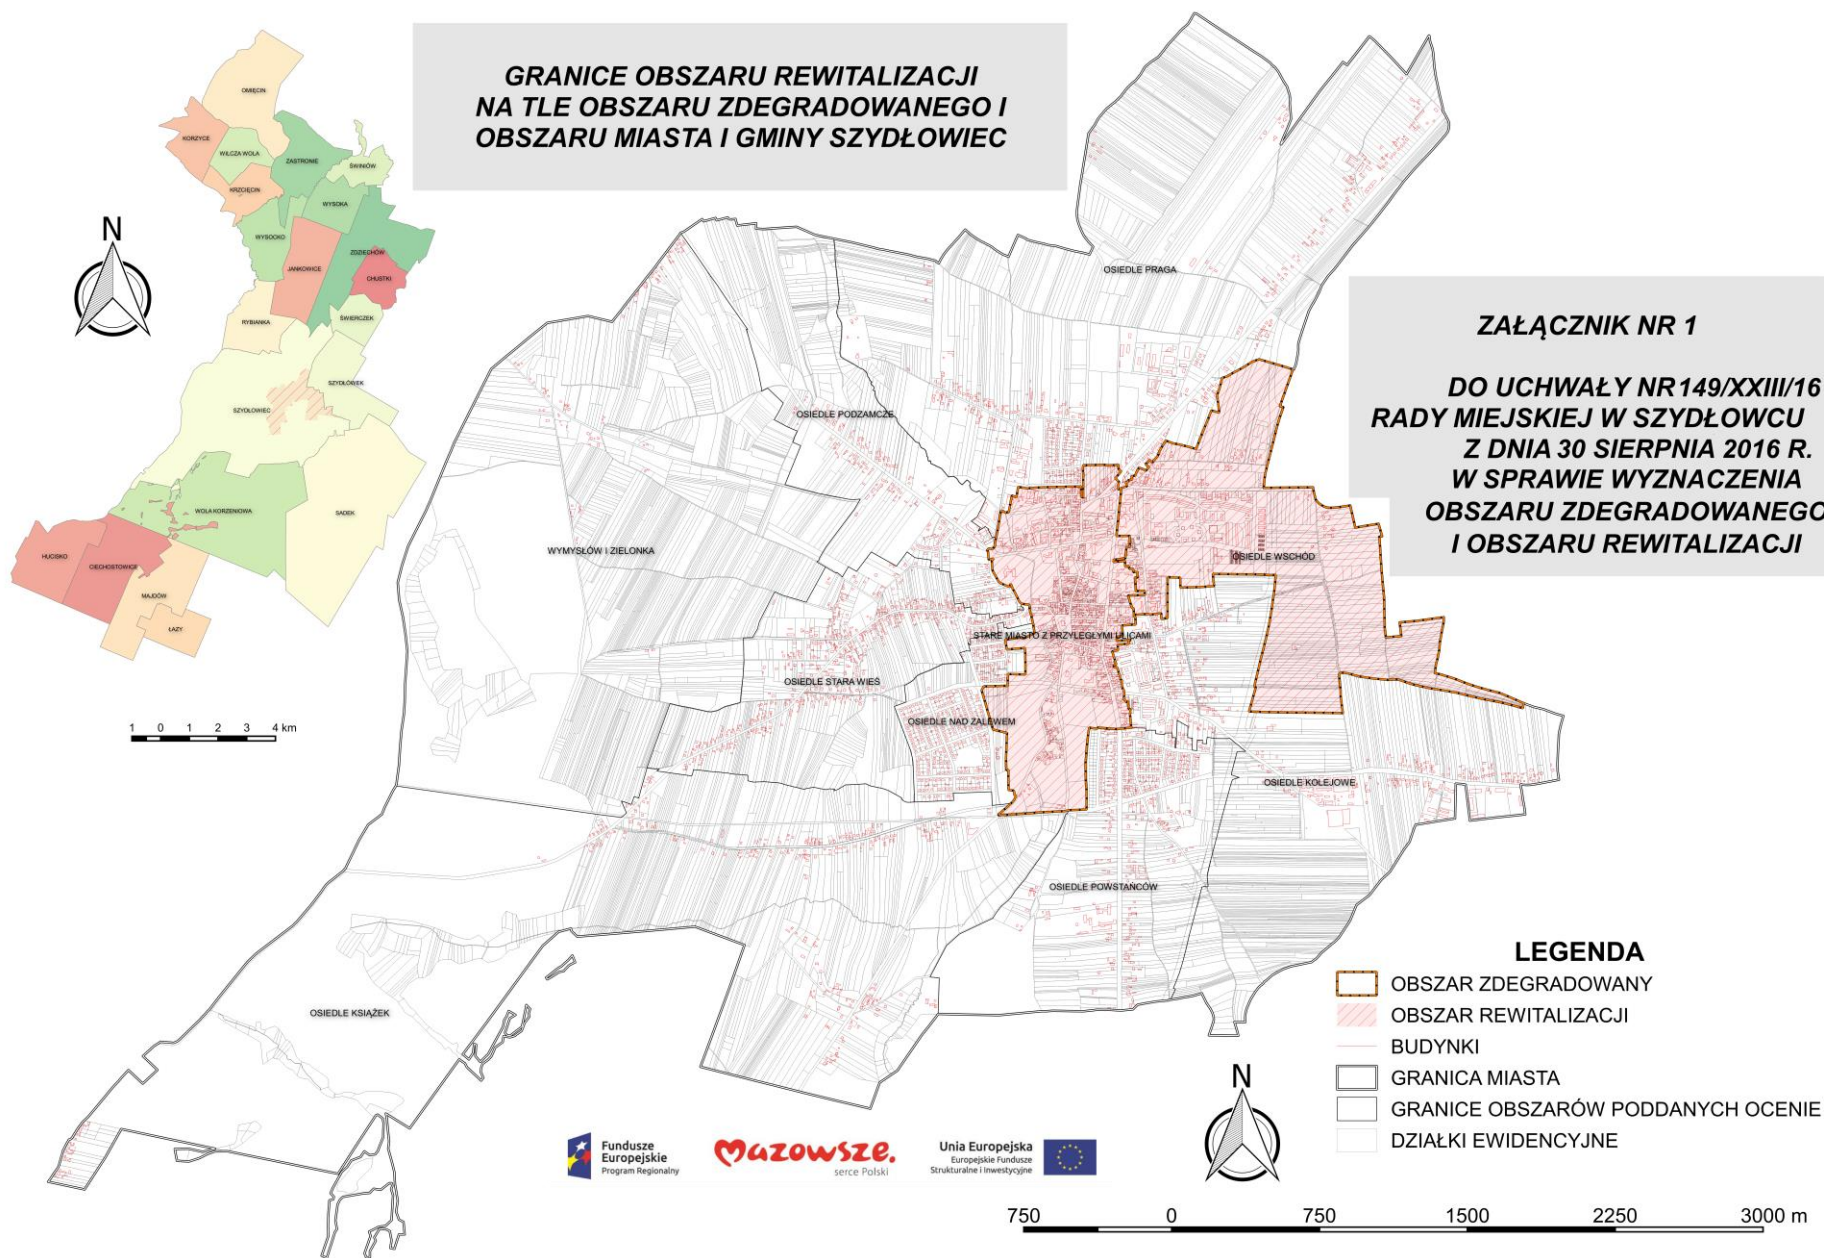 GRANICE OBSZARU REWITALIZACJI
NA TLE OBSZARU ZDEGRADOWANEGO I
OBSZARU MIASTA I GMINY SZYDŁOWIEC
OMIĘCIN
KORZYCE
WILCZA WOLA
ZASTRONIE
ŚWINIÓW
KRZCIĘCIN
WYSOKA
WYSOCKO
ZDZIECHÓW
JANKOWICE
CHUSTKI
RYBIANKA
ŚWIERCZEK
SZYDŁÓWEK
SZYDŁOWIEC
WOLA KORZENIOWA
SADEK
HUCISKO
CIECHOSTOWICE
MAJDÓW
ŁAZY
N
1 0 1 2 3 4 km
ZAŁĄCZNIK NR 1
DO UCHWAŁY NR 149/XXIII/16
RADY MIEJSKIEJ W SZYDŁOWCU
Z DNIA 30 SIERPNIA 2016 R.
W SPRAWIE WYZNACZENIA
OBSZARU ZDEGRADOWANEGO
I OBSZARU REWITALIZACJI
OSIEDLE PRAGA
OSIEDLE PODZAMCZE
WYMYSŁÓW I ZIELONKA
OSIEDLE WSCHÓD
STARE MIASTO Z PRZYLEGŁYMI ULICAMI
OSIEDLE STARA WIEŚ
OSIEDLE NAD ZALEWEM
OSIEDLE KOLEJOWE
OSIEDLE POWSTAŃCÓW
OSIEDLE KSIĄŻEK
LEGENDA
OBSZAR ZDEGRADOWANY
OBSZAR REWITALIZACJI
BUDYNKI
GRANICA MIASTA
GRANICE OBSZARÓW PODDANYCH OCENIE
DZIAŁKI EWIDENCYJNE
N
Fundusze
Europejskie
Program Regionalny
Mazowsze.
serce Polski
Unia Europejska
Europejskie Fundusze
Strukturalne i Inwestycyjne
750 0 750 1500 2250 3000 m